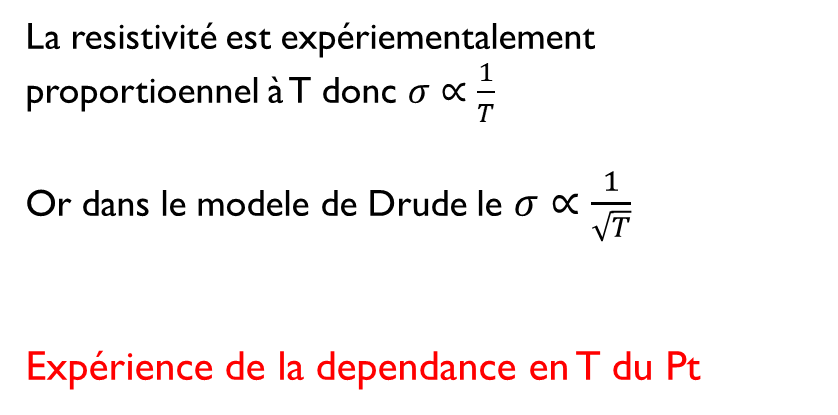 La resistivité est expériementalement
proportioennel à T donc σ ∝ 1/T
Or dans le modele de Drude le σ ∝ 1/√T
Expérience de la dependance en T du Pt